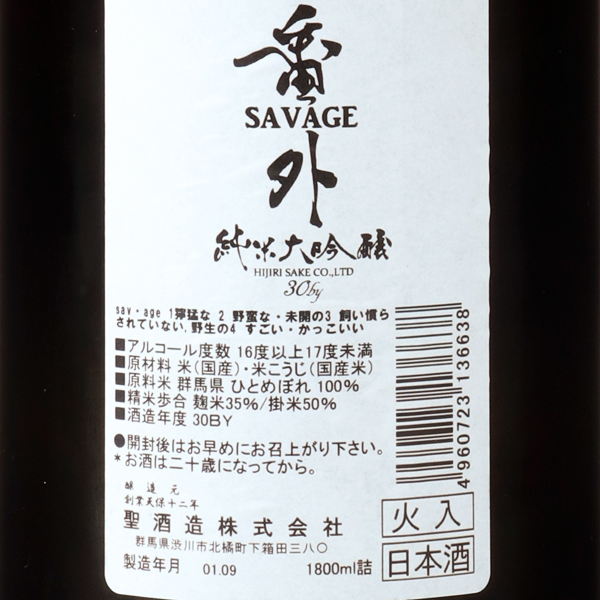 番
SAVAGE
外
純米大吟醸
HIJIRI SAKE CO.,LTD
30by
sav・age 1獰猛な 2 野蛮な・未開の3 飼い慣ら
されていない,野生の4 すごい・かっこいい
■アルコール度数 16度以上17度未満
■原材料 米(国産)・米こうじ(国産米)
■原料米 群馬県 ひとめぼれ 100%
■精米歩合 麹米35%/掛米50%
■酒造年度 30BY
●開封後はお早めにお召上がり下さい。
*お酒は二十歳になってから。
醸造元
創業天保十二年
聖酒造株式会社
群馬県渋川市北橘町下箱田三八〇
製造年月 01.09 1800ml詰
4 960723 136638
火入
日本酒